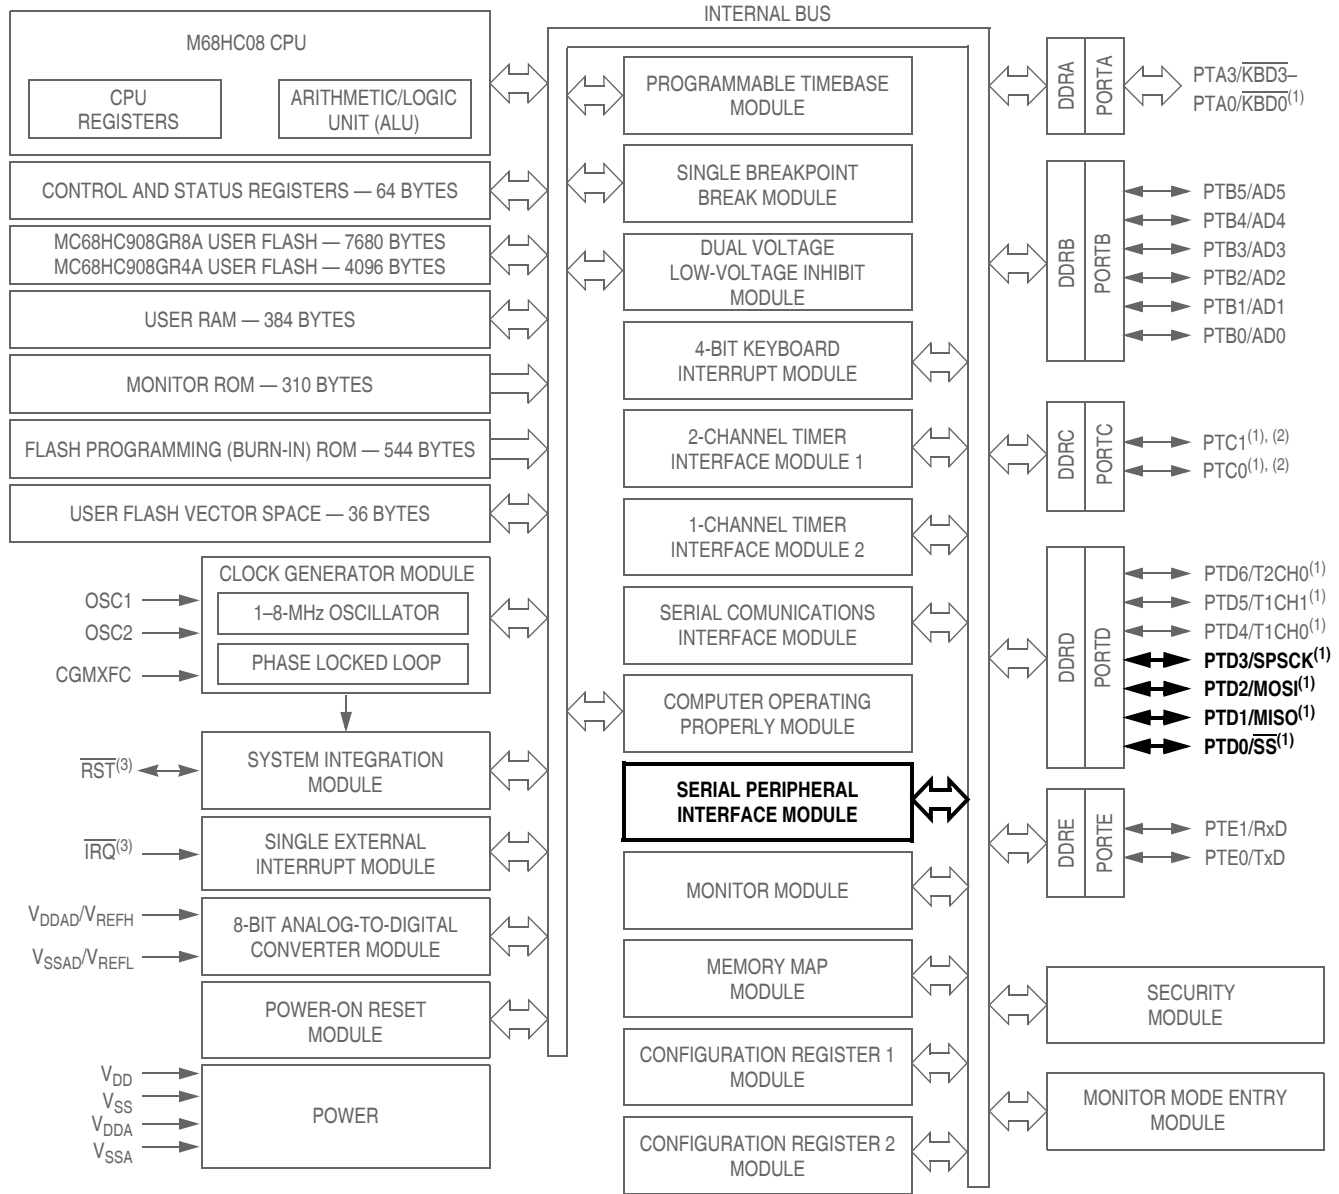 INTERNAL BUS
M68HC08 CPU
CPU
REGISTERS
ARITHMETIC/LOGIC
UNIT (ALU)
CONTROL AND STATUS REGISTERS — 64 BYTES
MC68HC908GR8A USER FLASH — 7680 BYTES
MC68HC908GR4A USER FLASH — 4096 BYTES
USER RAM — 384 BYTES
MONITOR ROM — 310 BYTES
FLASH PROGRAMMING (BURN-IN) ROM — 544 BYTES
USER FLASH VECTOR SPACE — 36 BYTES
CLOCK GENERATOR MODULE
1–8-MHz OSCILLATOR
PHASE LOCKED LOOP
OSC1
OSC2
CGMXFC
SYSTEM INTEGRATION
MODULE
RST(3)
SINGLE EXTERNAL
INTERRUPT MODULE
IRQ(3)
8-BIT ANALOG-TO-DIGITAL
CONVERTER MODULE
VDDAD/VREFH
VSSAD/VREFL
POWER-ON RESET
MODULE
VDD
VSS
VDDA
VSSA
POWER
PROGRAMMABLE TIMEBASE
MODULE
SINGLE BREAKPOINT
BREAK MODULE
DUAL VOLTAGE
LOW-VOLTAGE INHIBIT
MODULE
4-BIT KEYBOARD
INTERRUPT MODULE
2-CHANNEL TIMER
INTERFACE MODULE 1
1-CHANNEL TIMER
INTERFACE MODULE 2
SERIAL COMUNICATIONS
INTERFACE MODULE
COMPUTER OPERATING
PROPERLY MODULE
SERIAL PERIPHERAL
INTERFACE MODULE
MONITOR MODULE
MEMORY MAP
MODULE
CONFIGURATION REGISTER 1
MODULE
CONFIGURATION REGISTER 2
MODULE
DDRA
PORTA
PTA3/KBD3–
PTA0/KBD0(1)
DDRB
PORTB
PTB5/AD5
PTB4/AD4
PTB3/AD3
PTB2/AD2
PTB1/AD1
PTB0/AD0
DDRC
PORTC
PTC1(1), (2)
PTC0(1), (2)
DDRD
PORTD
PTD6/T2CH0(1)
PTD5/T1CH1(1)
PTD4/T1CH0(1)
PTD3/SPSCK(1)
PTD2/MOSI(1)
PTD1/MISO(1)
PTD0/SS(1)
DDRE
PORTE
PTE1/RxD
PTE0/TxD
SECURITY
MODULE
MONITOR MODE ENTRY
MODULE